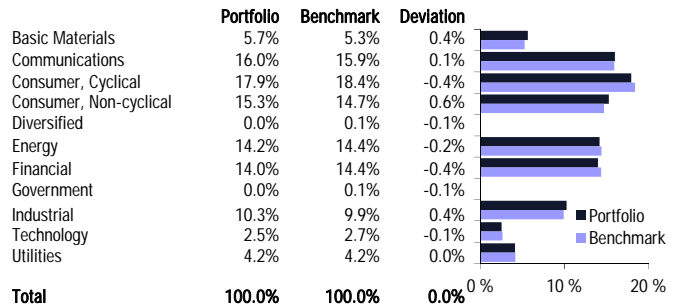 Portfolio Benchmark Deviation
Basic Materials 5.7% 5.3% 0.4%
Communications 16.0% 15.9% 0.1%
Consumer, Cyclical 17.9% 18.4% -0.4%
Consumer, Non-cyclical 15.3% 14.7% 0.6%
Diversified 0.0% 0.1% -0.1%
Energy 14.2% 14.4% -0.2%
Financial 14.0% 14.4% -0.4%
Government 0.0% 0.1% -0.1%
Industrial 10.3% 9.9% 0.4%
Technology 2.5% 2.7% -0.1%
Utilities 4.2% 4.2% 0.0%
Total 100.0% 100.0% 0.0%
Portfolio
Benchmark
0 % 10 % 20 %